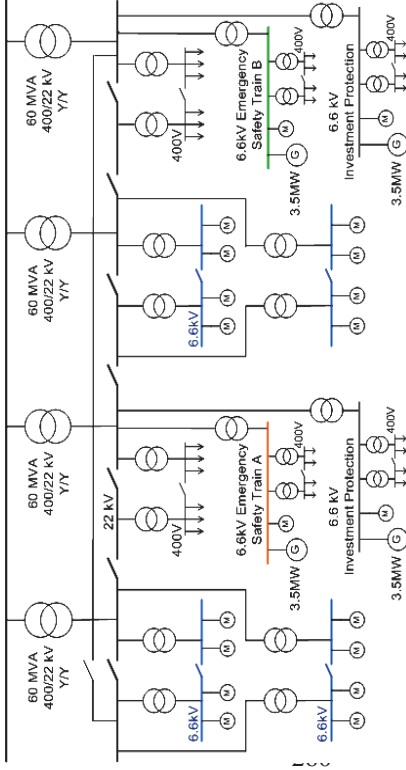 60 MVA
400/22 kV
Y/Y
60 MVA
400/22 kV
Y/Y
60 MVA
400/22 kV
Y/Y
60 MVA
400/22 kV
Y/Y
22 kV
6.6kV
M
M
M
M
6.6kV
M
M
M
M
400V
6.6kV Emergency
Safety Train A
400V
3.5MW
G
M
6.6 kV
Investment Protection
400V
3.5MW
G
M
6.6kV
M
M
M
M
M
M
M
M
400V
400V
6.6kV Emergency
Safety Train B
3.5MW
G
M
6.6 kV
Investment Protection
400V
3.5MW
G
M